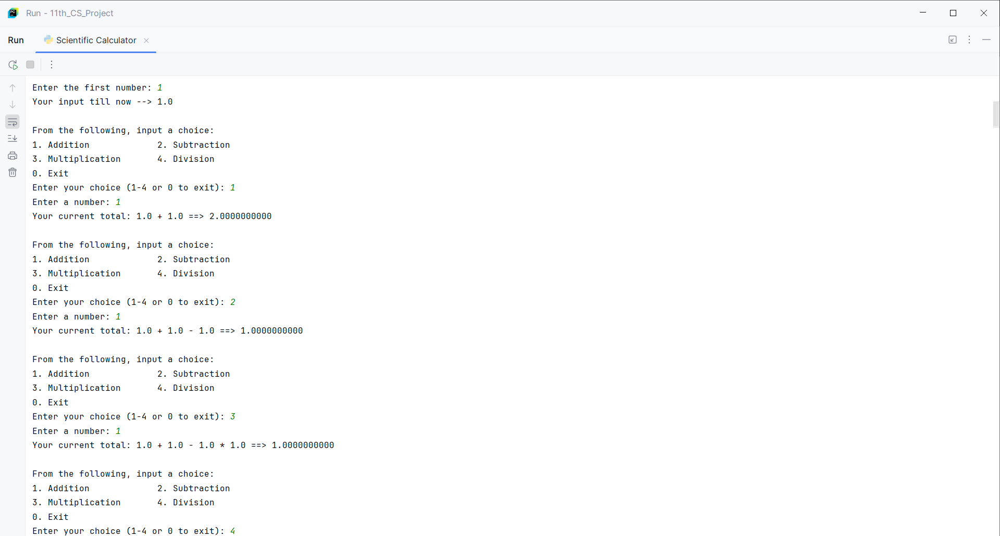 Run - 11th_CS_Project
Run Scientific Calculator
Enter the first number: 1
Your input till now --> 1.0

From the following, input a choice:
1. Addition             2. Subtraction
3. Multiplication       4. Division
0. Exit
Enter your choice (1-4 or 0 to exit): 1
Enter a number: 1
Your current total: 1.0 + 1.0 ==> 2.0000000000

From the following, input a choice:
1. Addition             2. Subtraction
3. Multiplication       4. Division
0. Exit
Enter your choice (1-4 or 0 to exit): 2
Enter a number: 1
Your current total: 1.0 + 1.0 - 1.0 ==> 1.0000000000

From the following, input a choice:
1. Addition             2. Subtraction
3. Multiplication       4. Division
0. Exit
Enter your choice (1-4 or 0 to exit): 3
Enter a number: 1
Your current total: 1.0 + 1.0 - 1.0 * 1.0 ==> 1.0000000000

From the following, input a choice:
1. Addition             2. Subtraction
3. Multiplication       4. Division
0. Exit
Enter your choice (1-4 or 0 to exit): 4